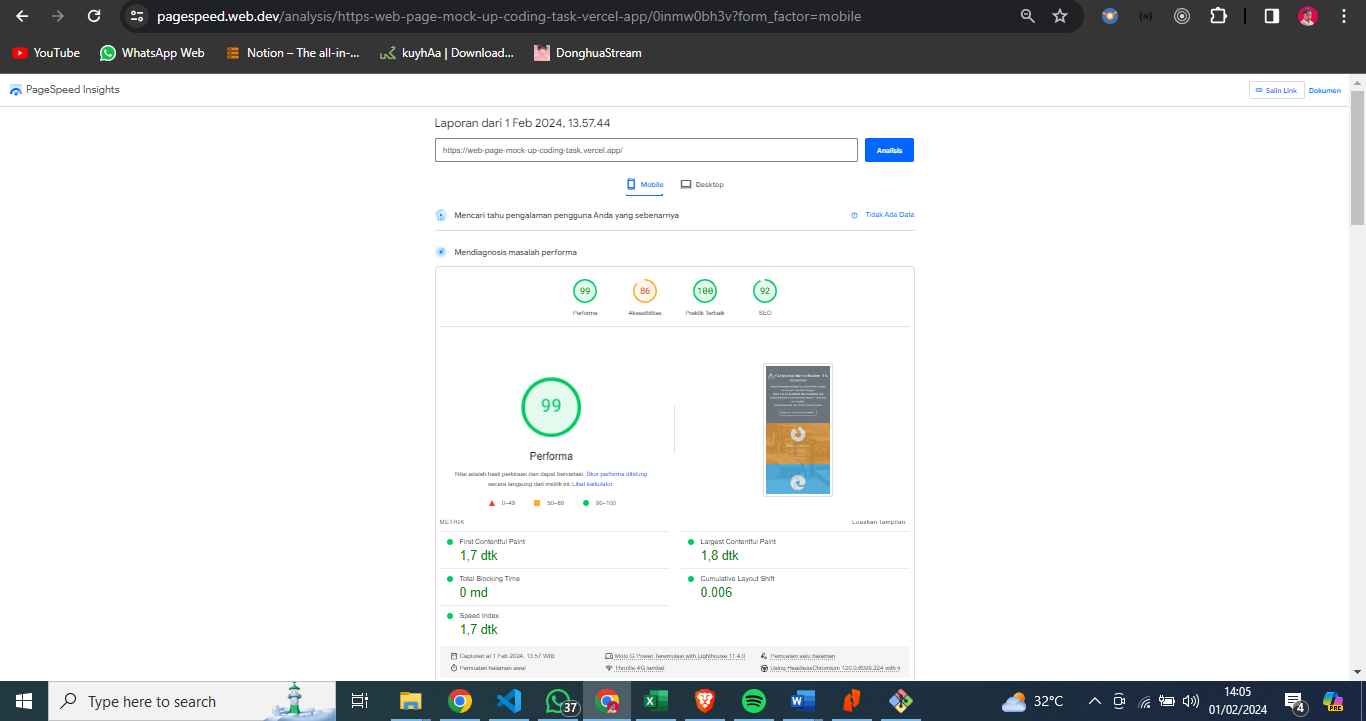 pagespeed.web.dev/analysis/https-web-page-mock-up-coding-task-vercel-app/0inmw0bh3v?form_factor=mobile
YouTube
WhatsApp Web
Notion – The all-in-...
kuyhAa | Download...
DonghuaStream
PageSpeed Insights
Salin Link
Dokumen
Laporan dari 1 Feb 2024, 13.57.44
https://web-page-mock-up-coding-task.vercel.app/
Analisis
Mobile
Desktop
Mencari tahu pengalaman pengguna Anda yang sebenarnya
Tidak Ada Data
Mendiagnosis masalah performa
99
86
100
92
Performa
Aksesibilitas
Praktik Terbaik
SEO
99
Performa
Nilai adalah hasil perkiraan dan dapat bervariasi. Skor performa dihitung
secara langsung dari metrik ini. Lihat kalkulator.
0–49
50–89
90–100
METRIK
Luaskan tampilan
First Contentful Paint
1,7 dtk
Largest Contentful Paint
1,8 dtk
Total Blocking Time
0 md
Cumulative Layout Shift
0.006
Speed Index
1,7 dtk
Captured at 1 Feb 2024, 13.57 WIB
Moto G Power Teremulasi with Lighthouse 11.4.0
Pemuatan satu halaman
Pemuatan halaman awal
Throttle 4G lambat
Using HeadlessChromium 120.0.6099.224 with lr
Type here to search
37
32°C
14:05
01/02/2024
4
PRE